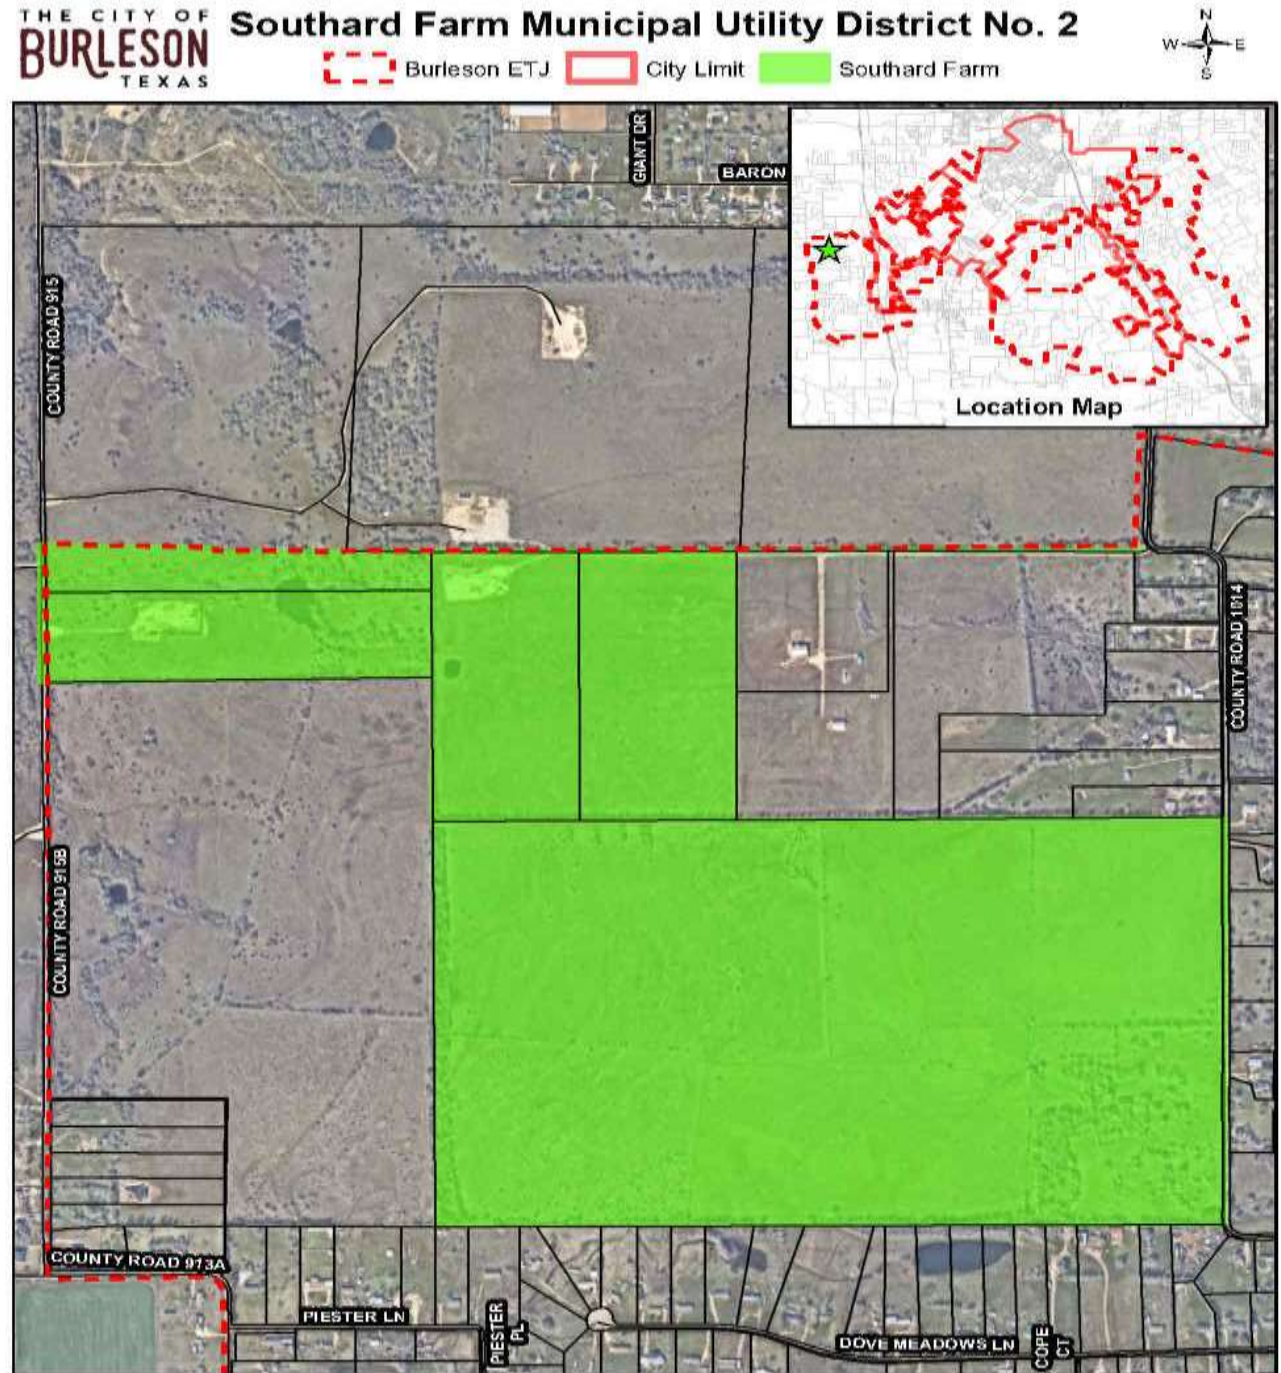 THE CITY OF
BURLESON
TEXAS
Southard Farm Municipal Utility District No. 2
Burleson ETJ
City Limit
Southard Farm
N
W
E
S
GIANT DR
BARON
Location Map
COUNTY ROAD 915
COUNTY ROAD 1014
COUNTY ROAD 915B
COUNTY ROAD 913A
PIESTER LN
PIESTER
PL
DOVE MEADOWS LN
COPE
CT